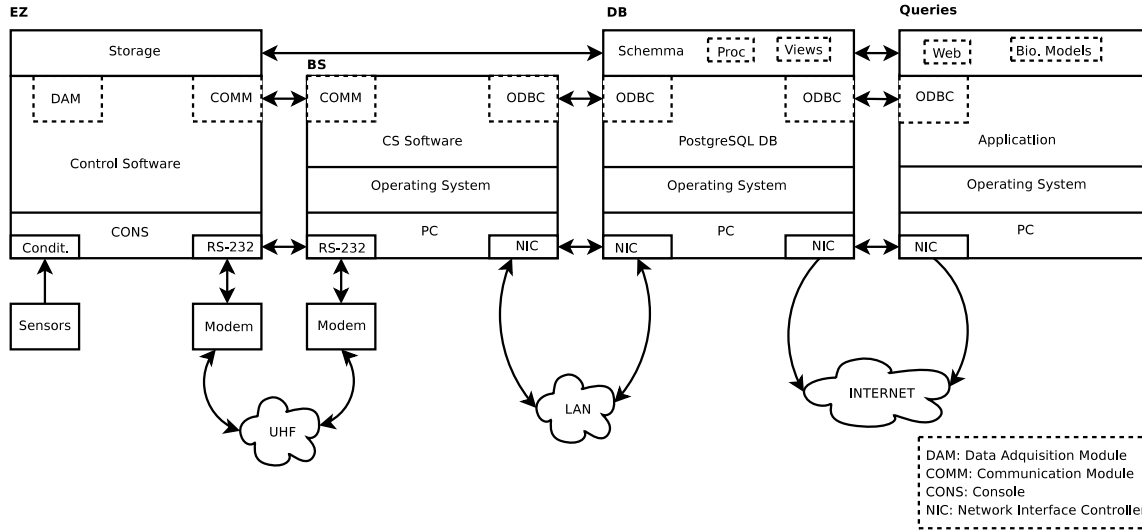 EZ
DB
Queries
Storage
Schemma
Proc
Views
Web
Bio. Models
BS
DAM
COMM
COMM
ODBC
ODBC
ODBC
ODBC
Control Software
CS Software
PostgreSQL DB
Applicatlion
Operating System
Operating System
Operating System
CONS
PC
PC
PC
Condit.
RS-232
RS-232
NIC
NIC
NIC
NIC
Sensors
Modem
Modem
UHF
LAN
INTERNET
DAM: Data Adquisition Module
COMM: Communication Module
CONS: Console
NIC: Network Interface Controller